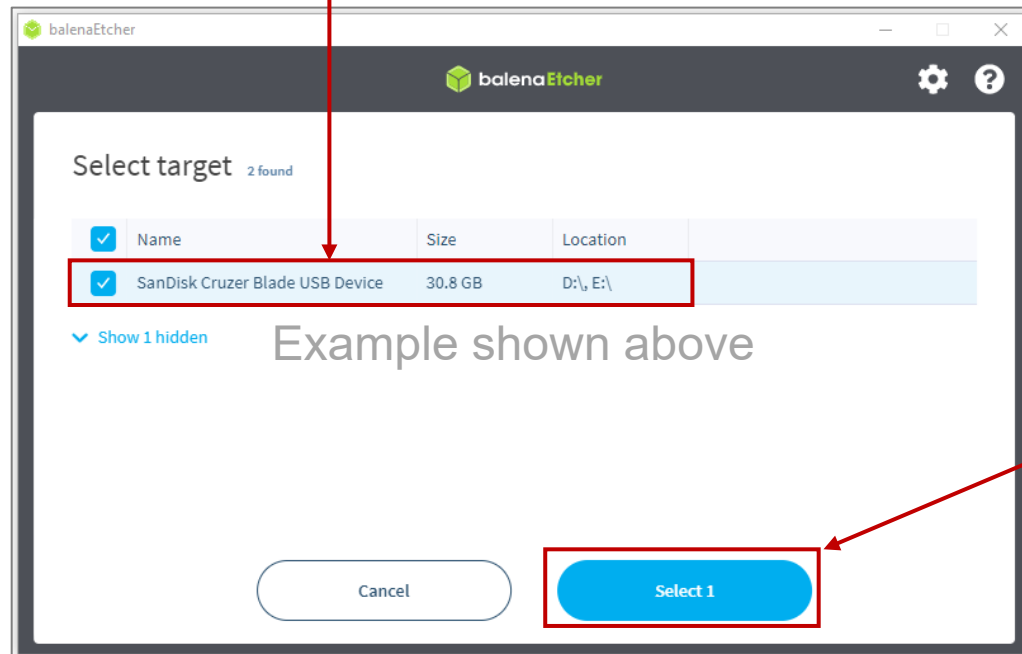 balenaEtcher
balenaEtcher
Select target 2 found
Name Size Location
SanDisk Cruzer Blade USB Device 30.8 GB D:\, E:\
Show 1 hidden
Example shown above
Cancel Select 1